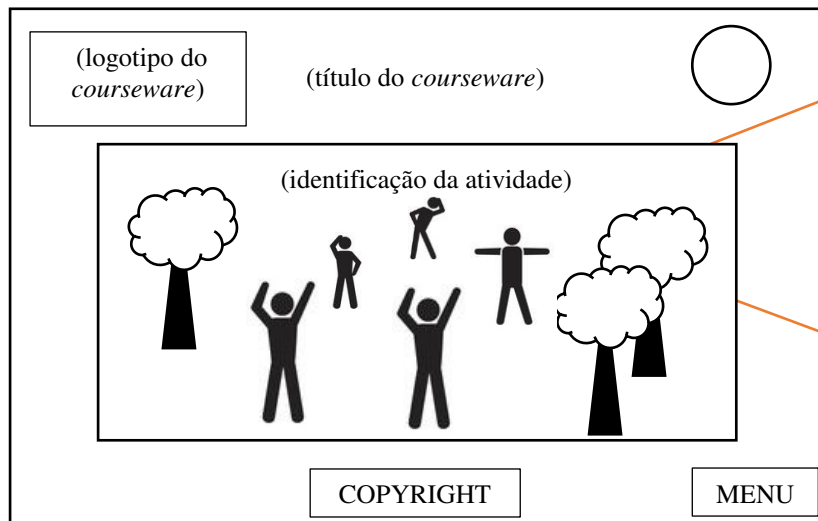 (logotipo do
courseware)
(título do courseware)
(identificação da atividade)
COPYRIGHT
MENU